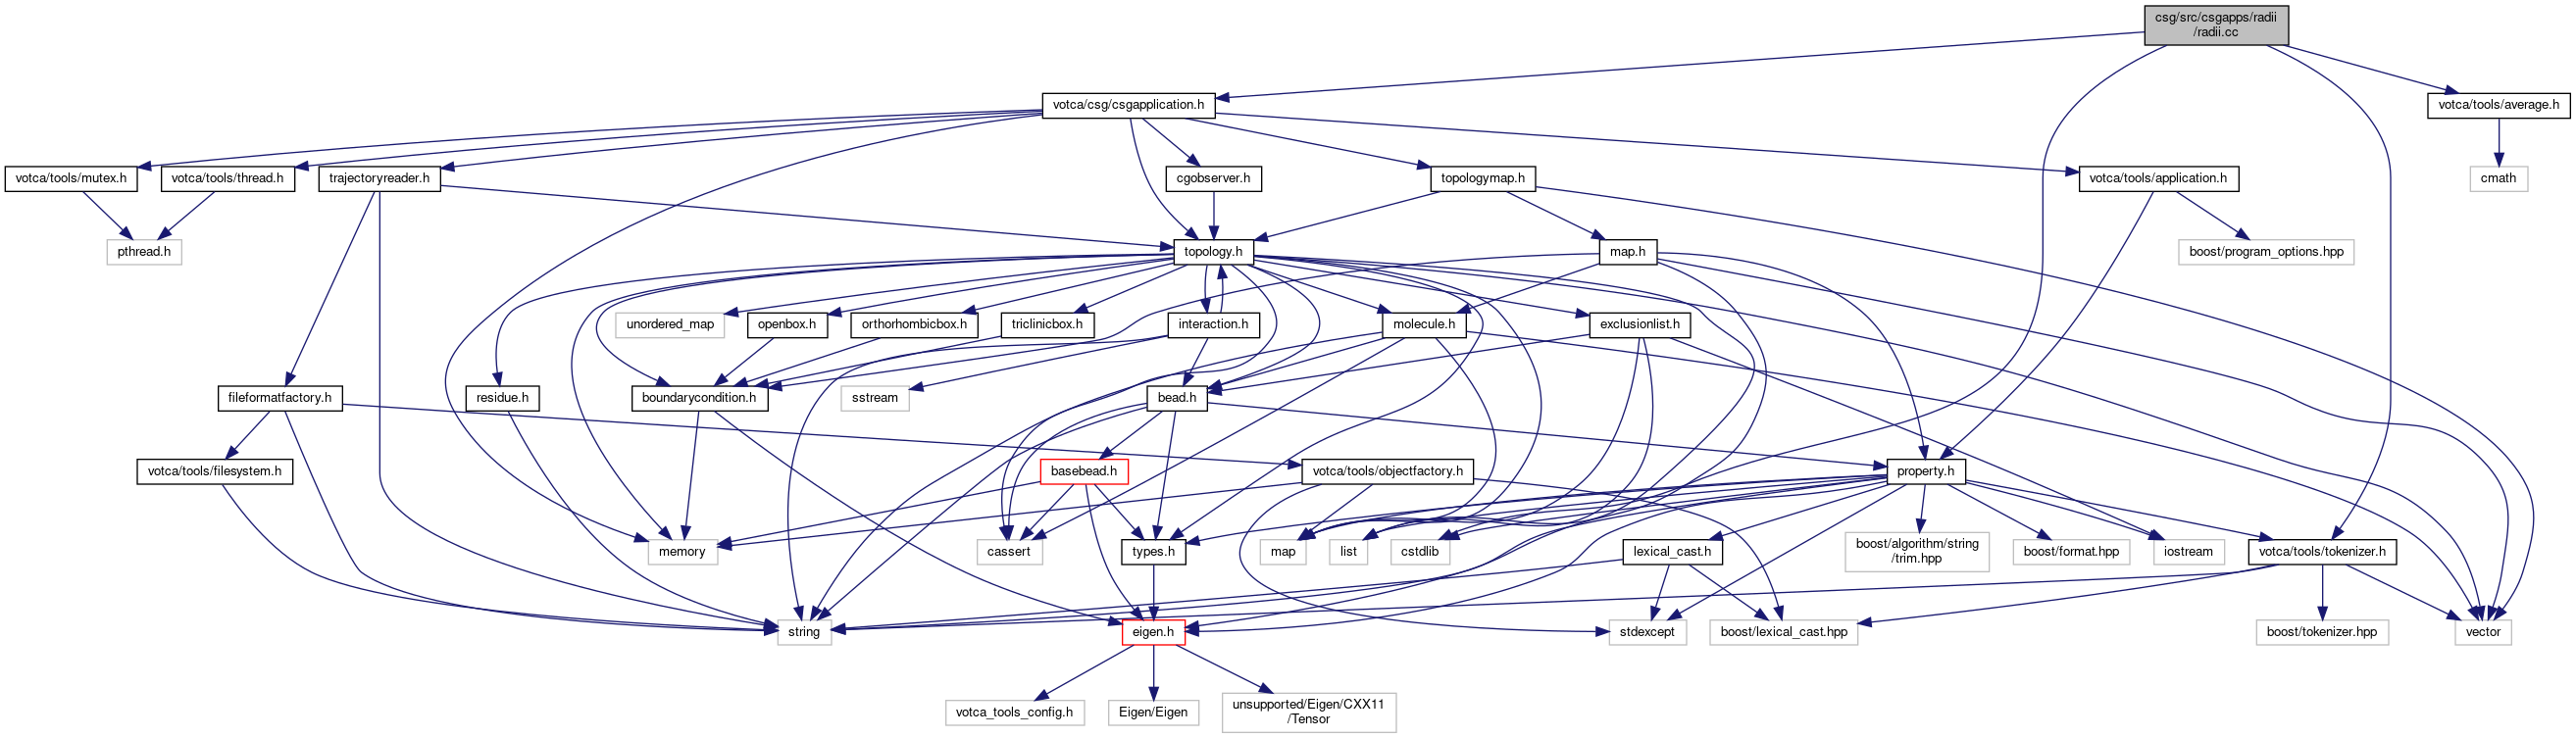 csg/src/csgapps/radii
/radii.cc
votca/csg/csgapplication.h
votca/tools/average.h
votca/tools/mutex.h
votca/tools/thread.h
trajectoryreader.h
cgobserver.h
topologymap.h
votca/tools/application.h
cmath
pthread.h
topology.h
map.h
boost/program_options.hpp
unordered_map
openbox.h
orthorhombicbox.h
triclinicbox.h
interaction.h
molecule.h
exclusionlist.h
fileformatfactory.h
residue.h
boundarycondition.h
sstream
bead.h
votca/tools/filesystem.h
basebead.h
votca/tools/objectfactory.h
property.h
memory
cassert
types.h
map
list
cstdlib
lexical_cast.h
boost/algorithm/string
/trim.hpp
boost/format.hpp
iostream
votca/tools/tokenizer.h
string
eigen.h
stdexcept
boost/lexical_cast.hpp
boost/tokenizer.hpp
vector
votca_tools_config.h
Eigen/Eigen
unsupported/Eigen/CXX11
/Tensor